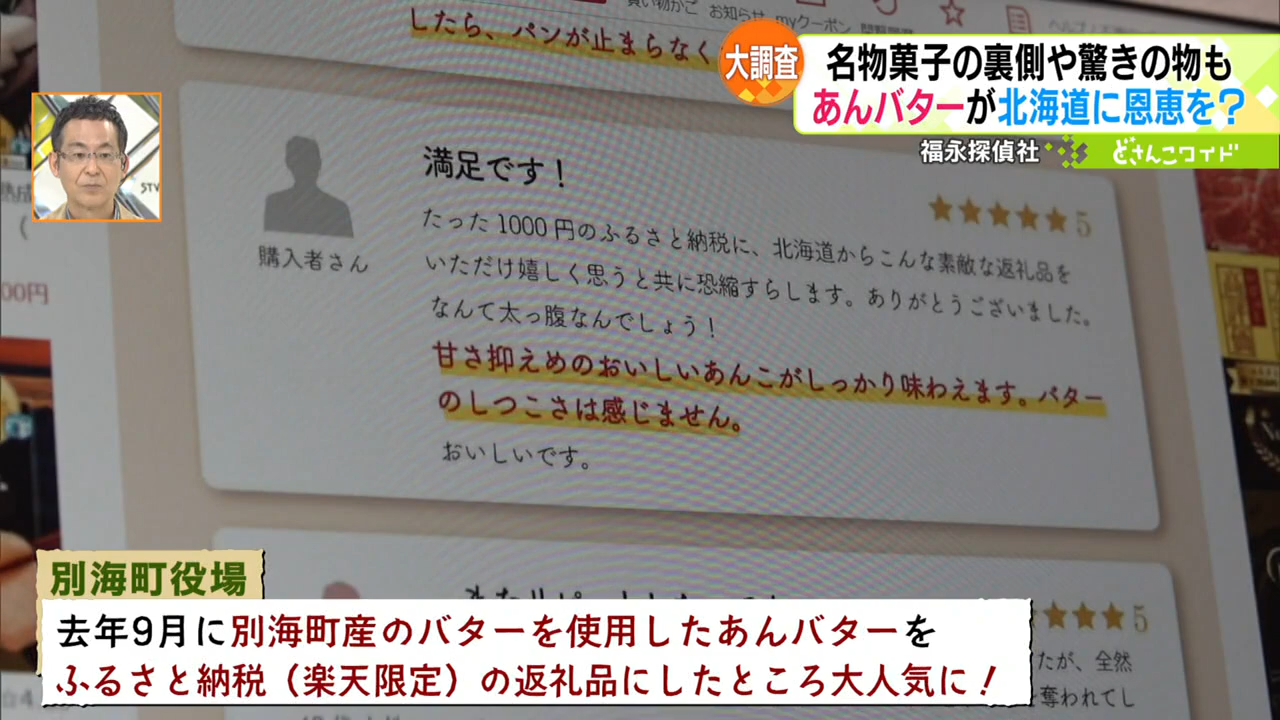 買い物かご お知らせ myクーポン
したら、パンが止まらなく
大調査
名物菓子の裏側や驚きの物も
あんバターが北海道に恩恵を？
福永探偵社 どさんこワイド
STV
満足です！
5
購入者さん
たった1000円のふるさと納税に、北海道からこんな素敵な返礼品を
いただけ嬉しく思うと共に恐縮すらします。ありがとうございました。
なんて太っ腹なんでしょう！
甘さ抑えめのおいしいあんこがしっかり味わえます。バター
のしつこさは感じません。
おいしいです。
00円
別海町役場
去年9月に別海町産のバターを使用したあんバターを
ふるさと納税（楽天限定）の返礼品にしたところ大人気に！
5
たが、全然
を奪われてし